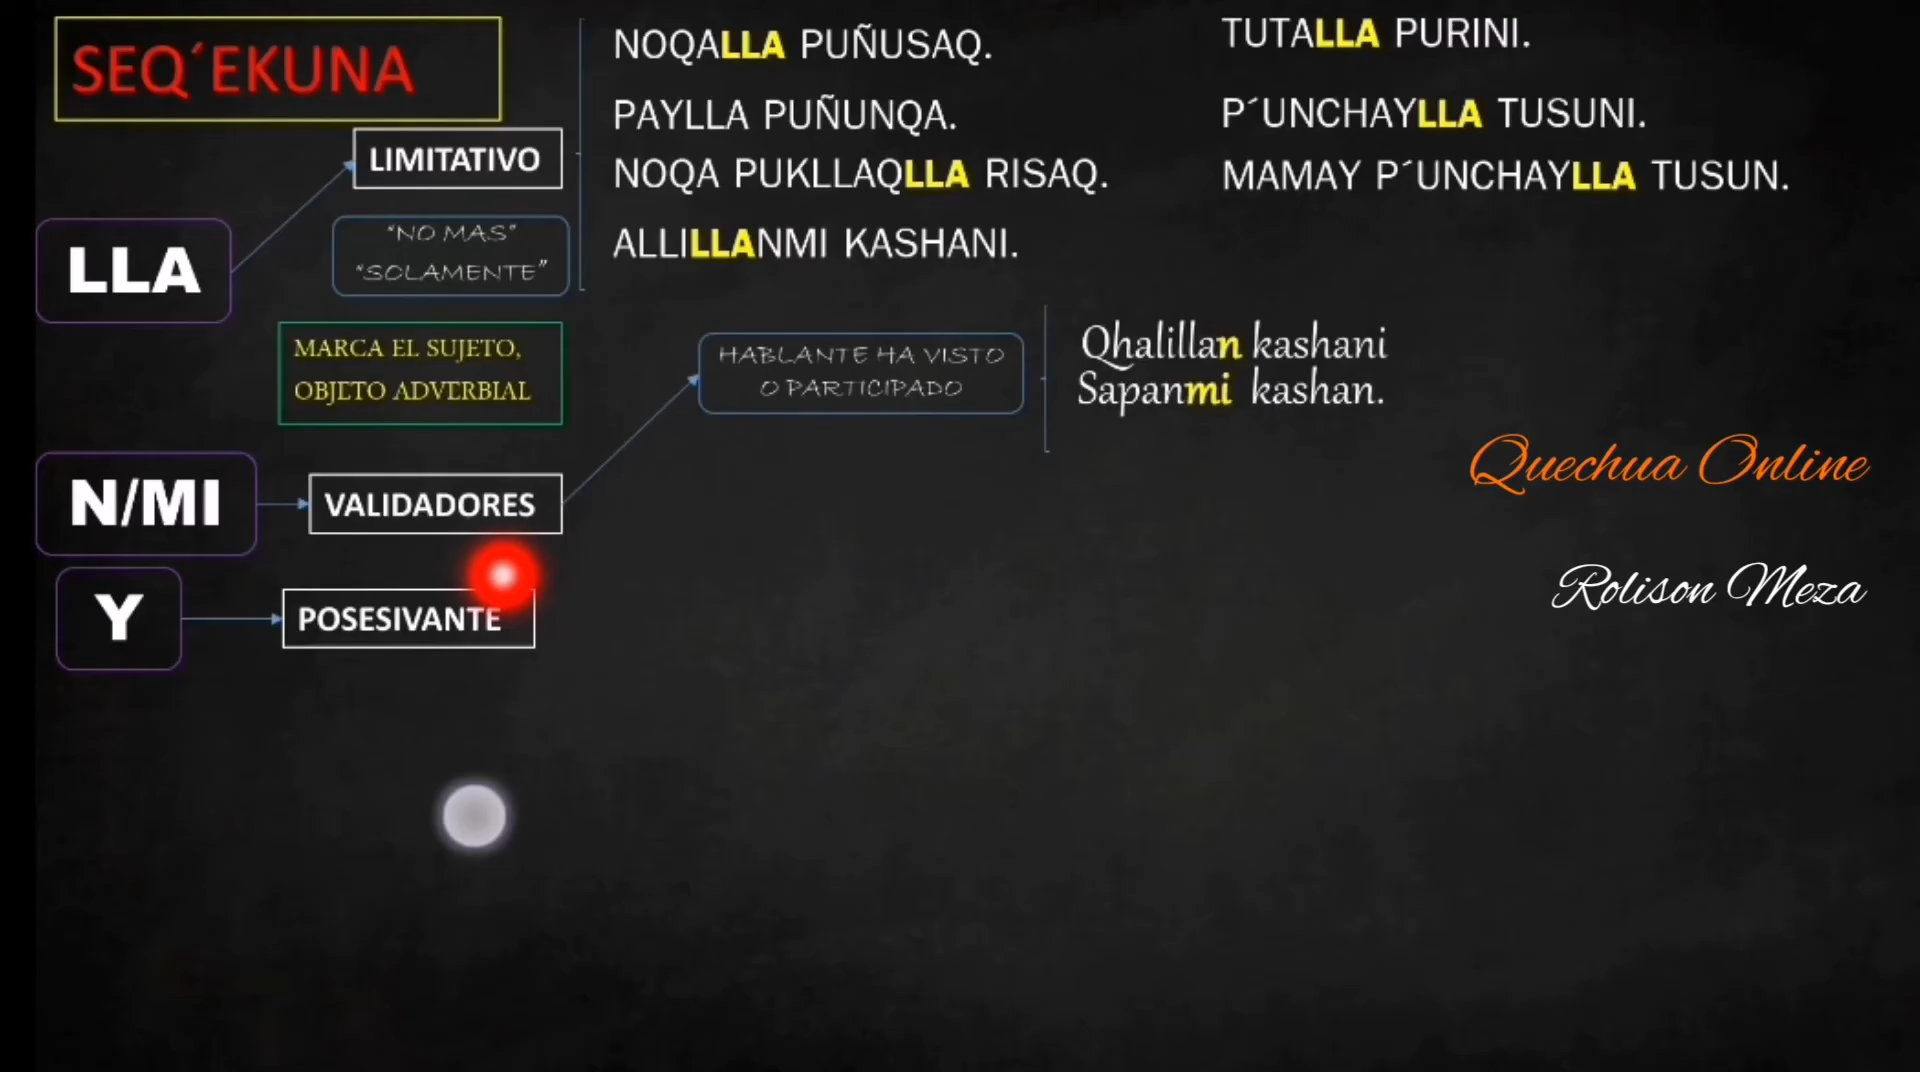 SEQ´EKUNA
LLA
LIMITATIVO
"NO MAS"
"SOLAMENTE"
MARCA EL SUJETO,
OBJETO ADVERBIAL
NOQALLA PUÑUSAQ.
PAYLLA PUÑUNQA.
NOQA PUKLLAQLLA RISAQ.
ALLILLANMI KASHANI.
TUTALLA PURINI.
P´UNCHAYLLA TUSUNI.
MAMAY P´UNCHAYLLA TUSUN.
N/MI
VALIDADORES
HABLANTE HA VISTO
O PARTICIPADO
Qhalillan kashani
Sapanmi kashan.
Y
POSESIVANTE
Quechua Online
Rolison Meza